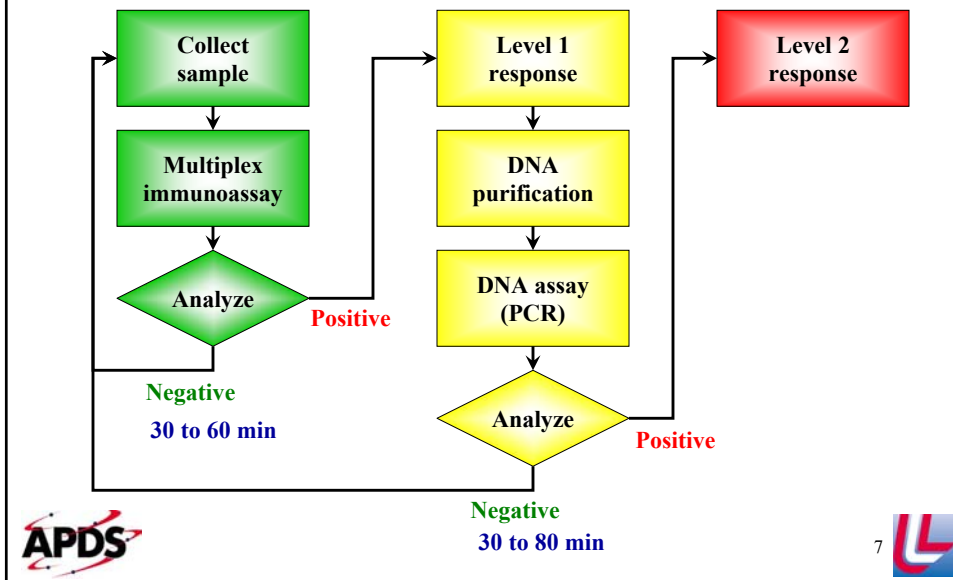 Collect
sample
Multiplex
immunoassay
Analyze
Positive
Negative
30 to 60 min
Level 1
response
DNA
purification
DNA assay
(PCR)
Analyze
Positive
Negative
30 to 80 min
Level 2
response
APDS
7